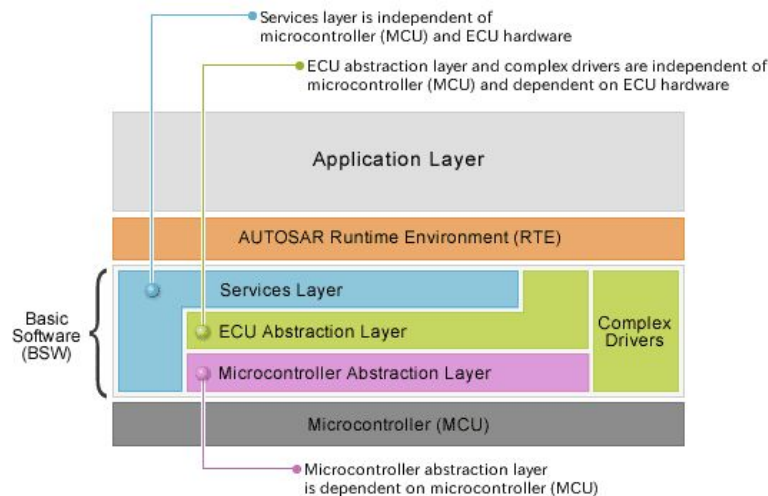 Services layer is independent of
microcontroller (MCU) and ECU hardware
ECU abstraction layer and complex drivers are independent of
microcontroller (MCU) and dependent on ECU hardware
Application Layer
AUTOSAR Runtime Environment (RTE)
Basic
Software
(BSW)
Services Layer
ECU Abstraction Layer
Microcontroller Abstraction Layer
Complex
Drivers
Microcontroller (MCU)
Microcontroller abstraction layer
is dependent on microcontroller (MCU)